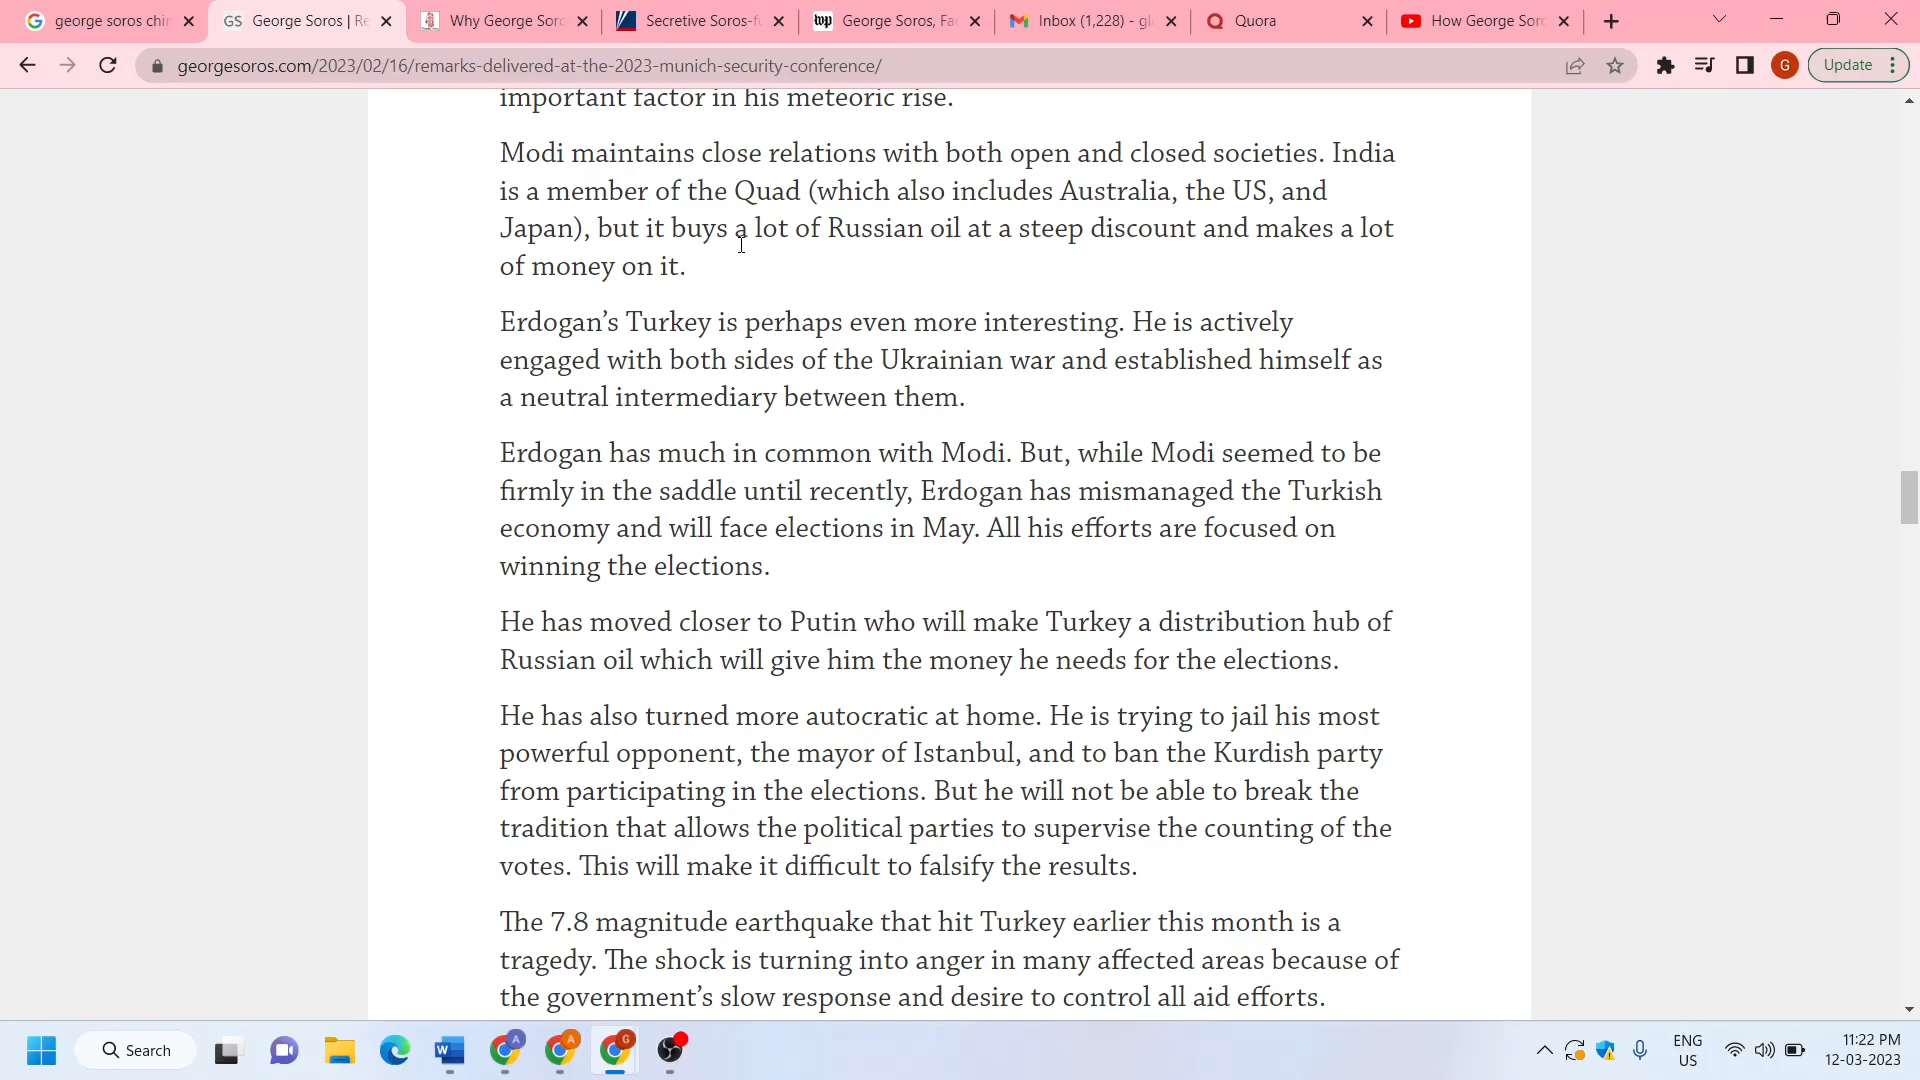 george soros chin
George Soros | Re
Why George Soro
Secretive Soros-fu
wp
George Soros, Fac
Inbox (1,228) - gl
Quora
How George Soro
georgesoros.com/2023/02/16/remarks-delivered-at-the-2023-munich-security-conference/
G
Update
important factor in his meteoric rise.
Modi maintains close relations with both open and closed societies. India
is a member of the Quad (which also includes Australia, the US, and
Japan), but it buys a lot of Russian oil at a steep discount and makes a lot
of money on it.
Erdogan’s Turkey is perhaps even more interesting. He is actively
engaged with both sides of the Ukrainian war and established himself as
a neutral intermediary between them.
Erdogan has much in common with Modi. But, while Modi seemed to be
firmly in the saddle until recently, Erdogan has mismanaged the Turkish
economy and will face elections in May. All his efforts are focused on
winning the elections.
He has moved closer to Putin who will make Turkey a distribution hub of
Russian oil which will give him the money he needs for the elections.
He has also turned more autocratic at home. He is trying to jail his most
powerful opponent, the mayor of Istanbul, and to ban the Kurdish party
from participating in the elections. But he will not be able to break the
tradition that allows the political parties to supervise the counting of the
votes. This will make it difficult to falsify the results.
The 7.8 magnitude earthquake that hit Turkey earlier this month is a
tragedy. The shock is turning into anger in many affected areas because of
the government’s slow response and desire to control all aid efforts.
Search
ENG
US
11:22 PM
12-03-2023